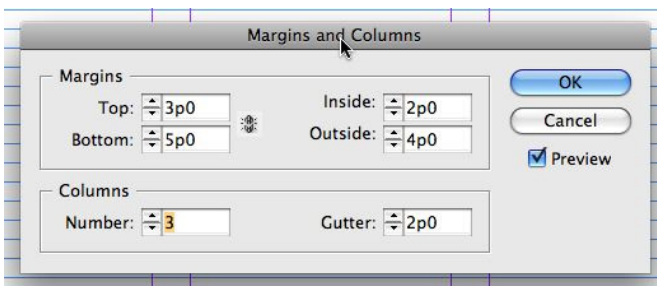 Margins and Columns
Margins
Top: 3p0
Inside: 2p0
OK
Bottom: 5p0
Outside: 4p0
Cancel
Preview
Columns
Number: 3
Gutter: 2p0